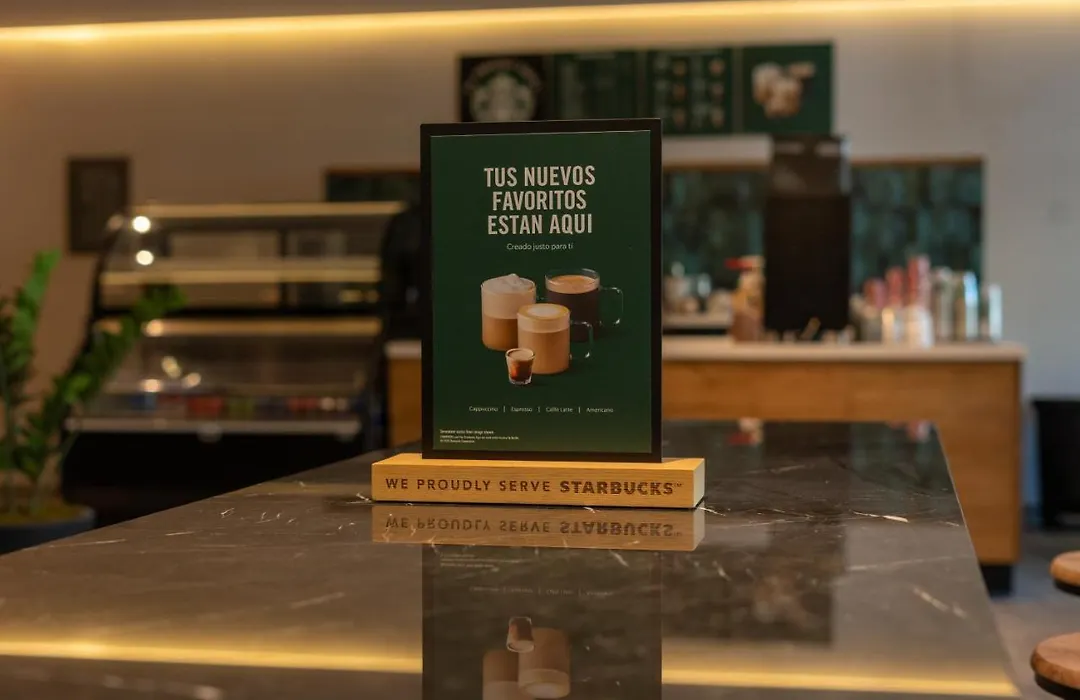 TUS NUEVOS
FAVORITOS
ESTAN AQUI
Creado justo para ti
Cappuccino | Espresso | Caffè Latte | Americano
WE PROUDLY SERVE STARBUCKS